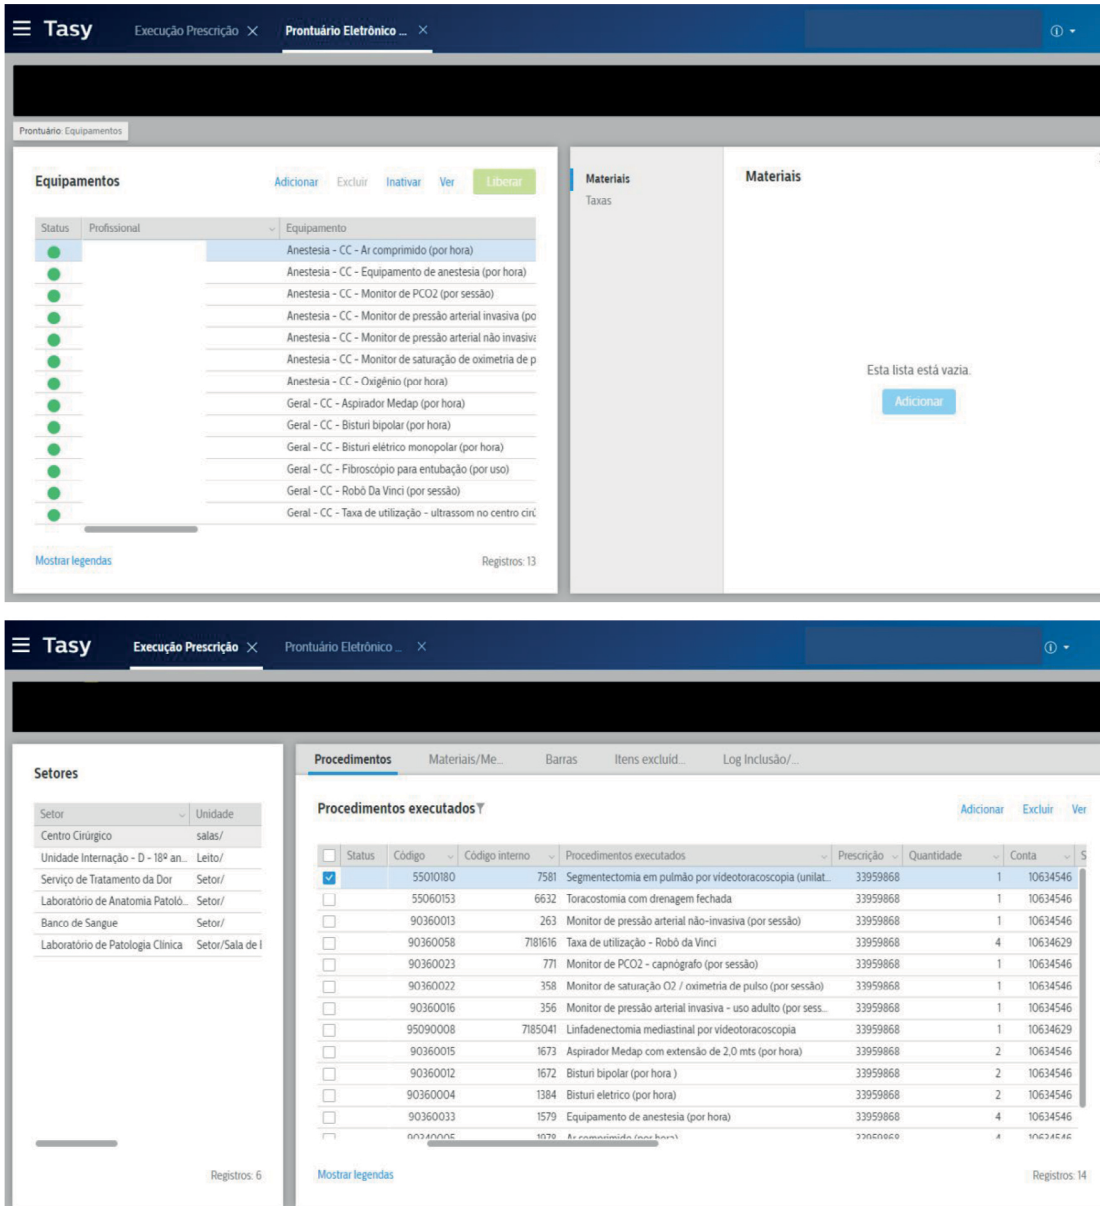 Tasy Execução Prescrição Prontuário Eletrônico ...
Prontuário: Equipamentos
Equipamentos Adicionar Excluir Inativar Ver Liberar
Status Profissional Equipamento
Anestesia - CC - Ar comprimido (por hora)
Anestesia - CC - Equipamento de anestesia (por hora)
Anestesia - CC - Monitor de PCO2 (por sessão)
Anestesia - CC - Monitor de pressão arterial invasiva (po
Anestesia - CC - Monitor de pressão arterial não invasiva
Anestesia - CC - Monitor de saturação de oximetria de p
Anestesia - CC - Oxigênio (por hora)
Geral - CC - Aspirador Medap (por hora)
Geral - CC - Bisturi bipolar (por hora)
Geral - CC - Bisturi elétrico monopolar (por hora)
Geral - CC - Fibroscópio para entubação (por uso)
Geral - CC - Robô Da Vinci (por sessão)
Geral - CC - Taxa de utilização - ultrassom no centro cirú
Mostrar legendas Registros: 13
Materiais
Taxas
Materiais
Esta lista está vazia.
Adicionar
Tasy Execução Prescrição Prontuário Eletrônico ...
Setores
Setor Unidade
Centro Cirúrgico salas/
Unidade Internação - D - 18º an... Leito/
Serviço de Tratamento da Dor Setor/
Laboratório de Anatomia Patoló... Setor/
Banco de Sangue Setor/
Laboratório de Patologia Clínica Setor/Sala de l
Registros: 6
Procedimentos Materiais/Me... Barras Itens excluíd... Log Inclusão/...
Procedimentos executados Adicionar Excluir Ver
Status Código Código interno Procedimentos executados Prescrição Quantidade Conta S
55010180 7581 Segmentectomia em pulmão por videotoracoscopia (unilat... 33959868 1 10634546
55060153 6632 Toracostomia com drenagem fechada 33959868 1 10634546
90360013 263 Monitor de pressão arterial não-invasiva (por sessão) 33959868 1 10634546
90360058 7181616 Taxa de utilização - Robô da Vinci 33959868 4 10634629
90360023 771 Monitor de PCO2 - capnógrafo (por sessão) 33959868 1 10634546
90360022 358 Monitor de saturação O2 / oximetria de pulso (por sessão) 33959868 1 10634546
90360016 356 Monitor de pressão arterial invasiva - uso adulto (por sess... 33959868 1 10634546
95090008 7185041 Linfadenectomia mediastinal por videotoracoscopia 33959868 1 10634629
90360015 1673 Aspirador Medap com extensão de 2,0 mts (por hora) 33959868 2 10634546
90360012 1672 Bisturi bipolar (por hora ) 33959868 2 10634546
90360004 1384 Bisturi eletrico (por hora) 33959868 2 10634546
90360033 1579 Equipamento de anestesia (por hora) 33959868 4 10634546
90340005 1978 Ar comprimido (por hora) 33959868 4 10634546
Mostrar legendas Registros: 14